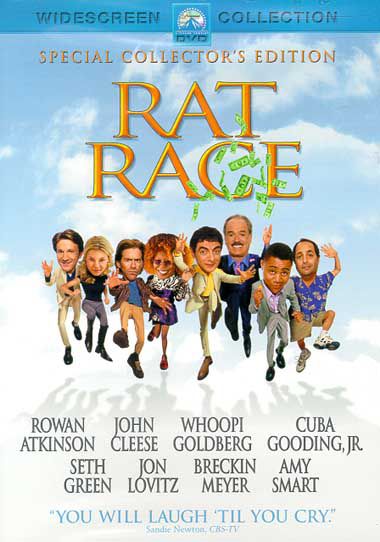 WIDESCREEN DVD COLLECTION
SPECIAL COLLECTOR'S EDITION
RAT
RACE
ROWAN ATKINSON
JOHN CLEESE
WHOOPI GOLDBERG
CUBA GOODING, JR.
SETH GREEN
JON LOVITZ
BRECKIN MEYER
AMY SMART
"YOU WILL LAUGH 'TIL YOU CRY."
Sandie Newton, CBS-TV